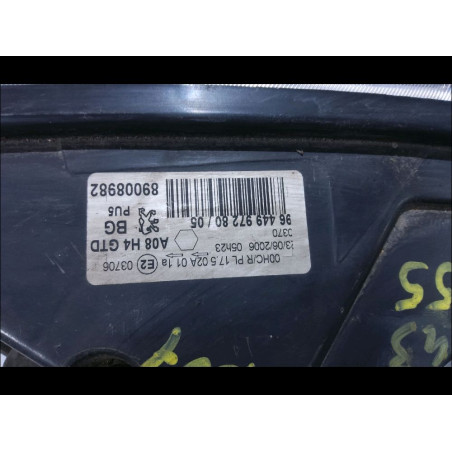 00HC/R PL 17.5 02A 01.1a
13/06/2006 05h23
E2 03706
0370
A08 H4 GTD
96 449 972 80 / 05
BG
PU5
89008982